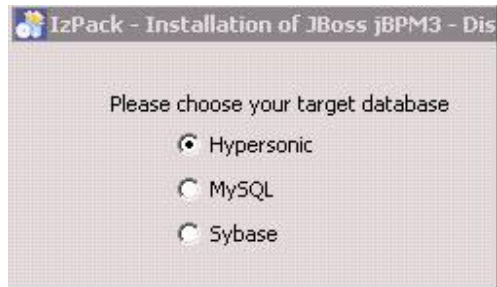 IzPack - Installation of JBoss jBPM3 - Dis
Please choose your target database
Hypersonic
MySQL
Sybase